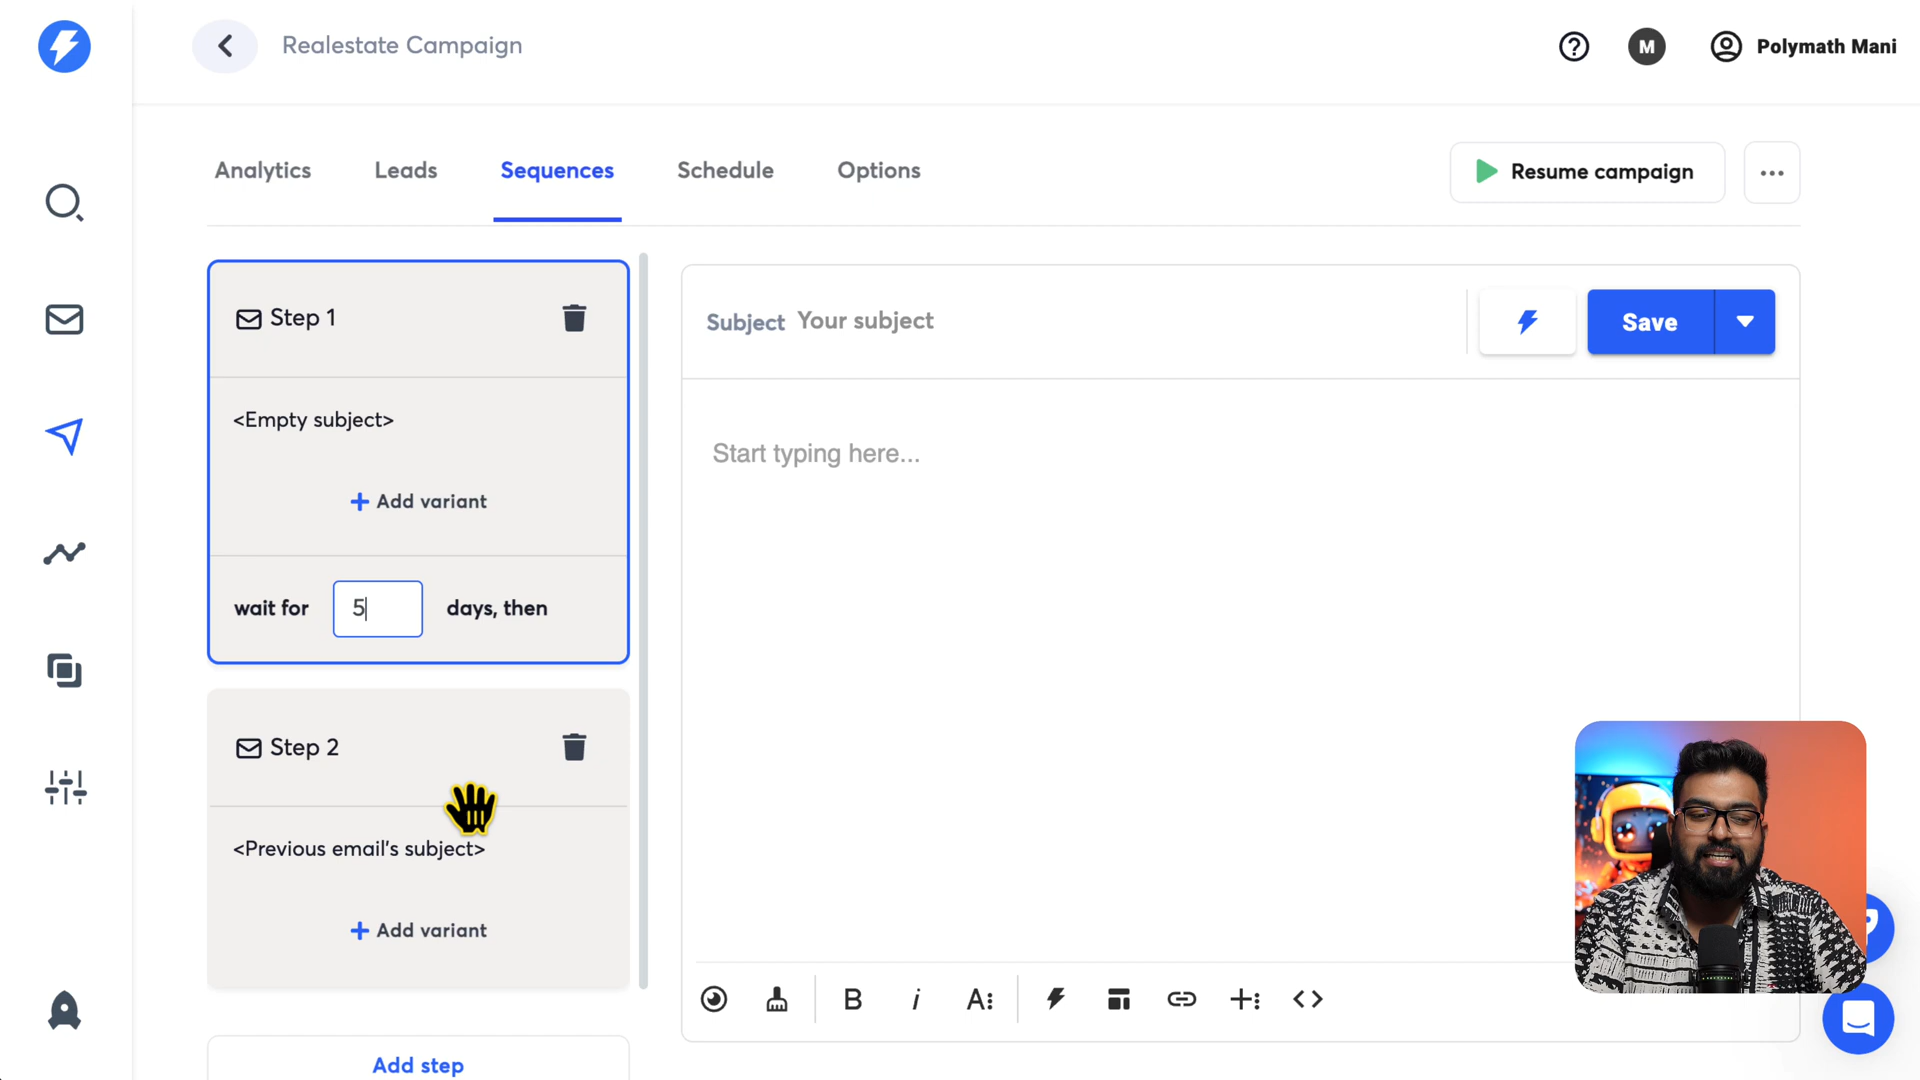 Realestate Campaign
M
Polymath Mani
Analytics
Leads
Sequences
Schedule
Options
Resume campaign
Step 1
<Empty subject>
+ Add variant
wait for
5
days, then
Step 2
<Previous email's subject>
+ Add variant
Add step
Subject Your subject
Save
Start typing here...
B
i
A